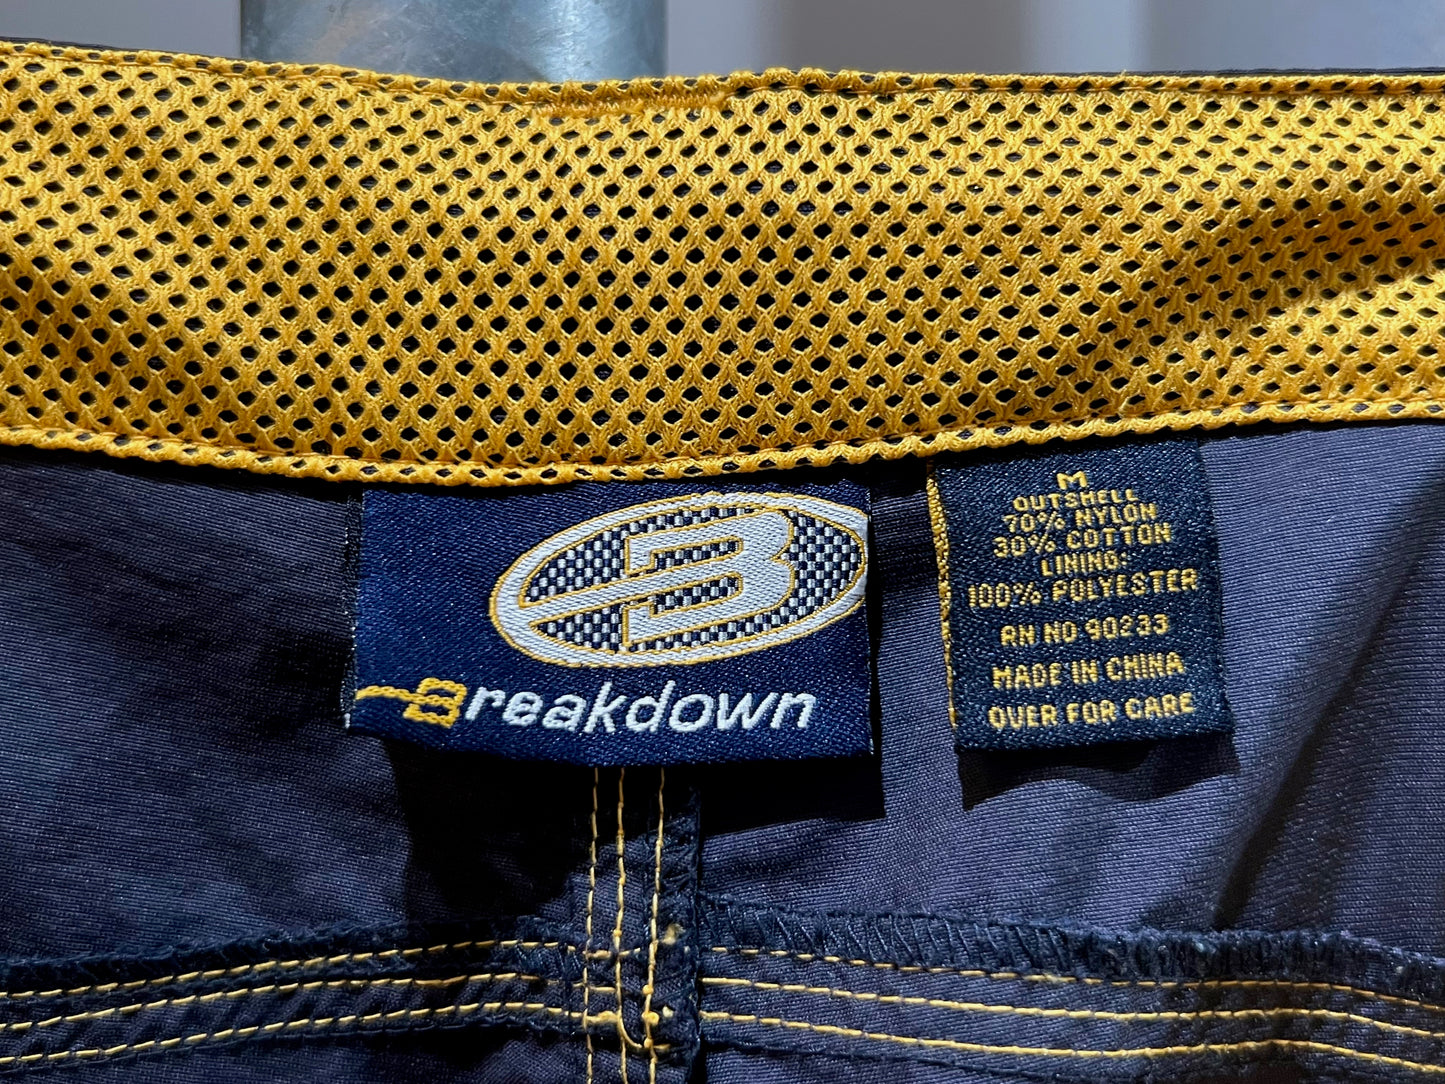 B
Breakdown
M
OUTSHELL
70% NYLON
30% COTTON
LINING:
100% POLYESTER
RN NO 90233
MADE IN CHINA
OVER FOR CARE